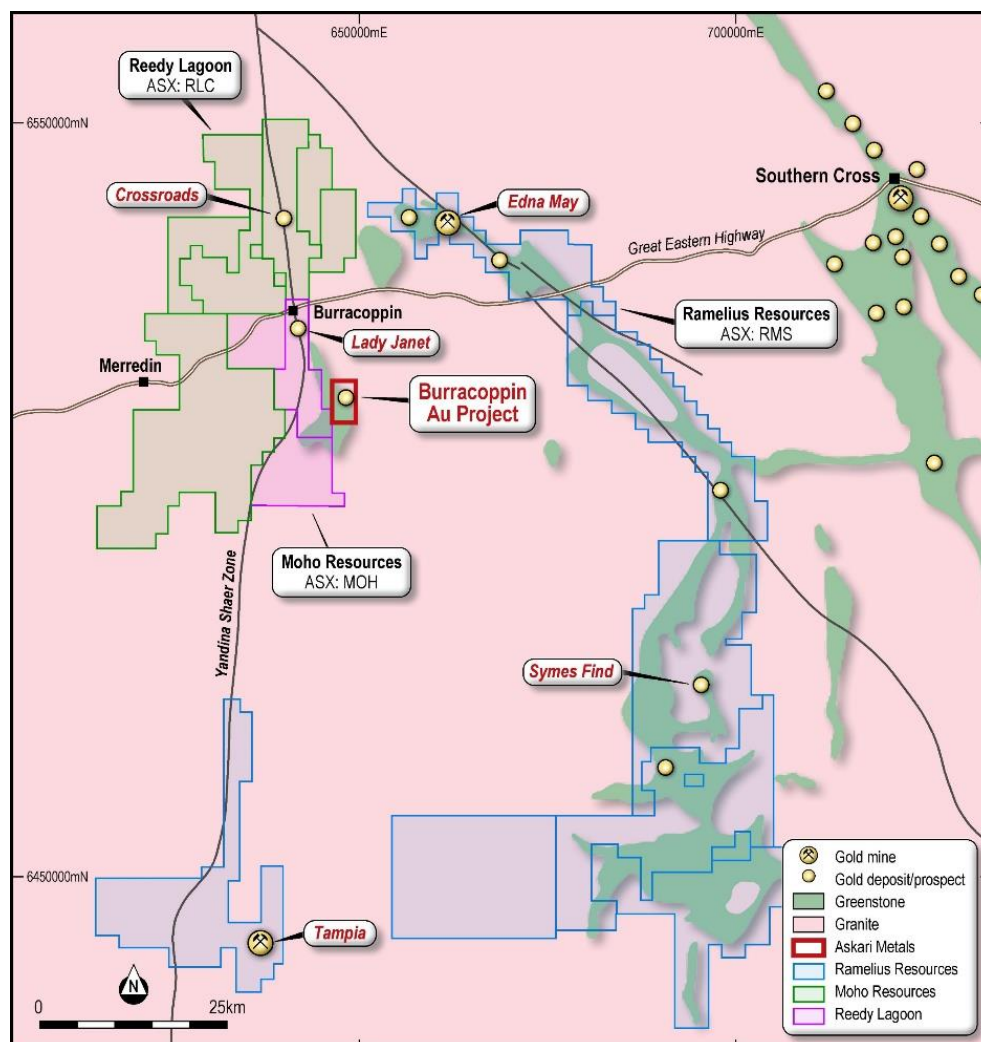 650000mE
700000mE
Reedy Lagoon
ASX: RLC
6550000mN
Southern Cross
Crossroads
Edna May
Great Eastern Highway
Burracoppin
Ramelius Resources
ASX: RMS
Lady Janet
Merredin
Burracoppin
Au Project
Moho Resources
ASX: MOH
Yandina Shaer Zone
Symes Find
6450000mN
Tampia
N
0
25km
Gold mine
Gold deposit/prospect
Greenstone
Granite
Askari Metals
Ramelius Resources
Moho Resources
Reedy Lagoon